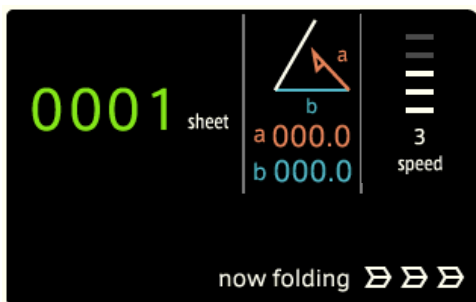 0001 sheet
a
b
a 000.0
b 000.0
3
speed
now folding